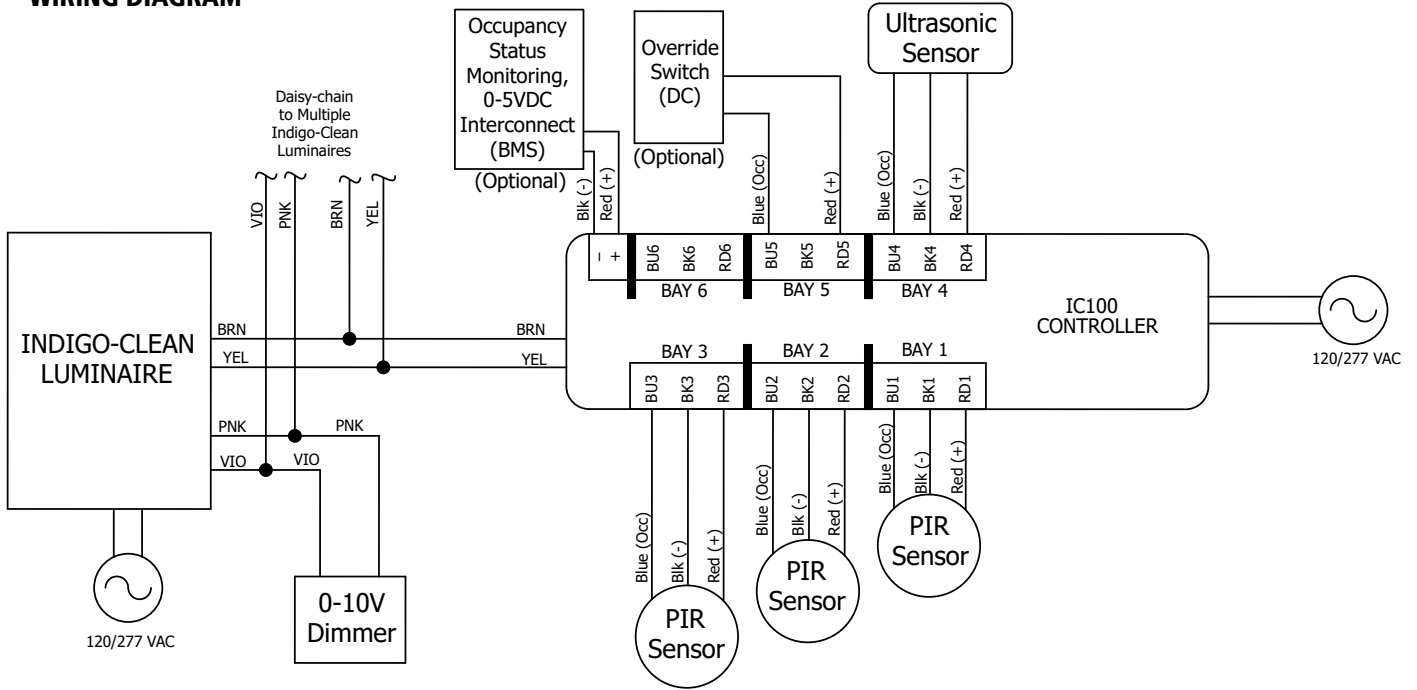 WIRING DIAGRAM
Occupancy
Status
Monitoring,
0-5VDC
Interconnect
(BMS)
(Optional)
Override
Switch
(DC)
(Optional)
Ultrasonic
Sensor
Daisy-chain
to Multiple
Indigo-Clean
Luminaires
VIO
PNK
BRN
YEL
Blk (-)
Red (+)
Blue (Occ)
Red (+)
Blue (Occ)
Blk (-)
Red (+)
– +
BU6
BK6
RD6
BU5
BK5
RD5
BU4
BK4
RD4
BAY 6
BAY 5
BAY 4
IC100
CONTROLLER
120/277 VAC
INDIGO-CLEAN
LUMINAIRE
BRN
BRN
YEL
YEL
PNK
PNK
VIO
VIO
BAY 3
BAY 2
BAY 1
BU3
BK3
RD3
BU2
BK2
RD2
BU1
BK1
RD1
Blue (Occ)
Blk (-)
Red (+)
Blue (Occ)
Blk (-)
Red (+)
Blue (Occ)
Blk (-)
Red (+)
PIR
Sensor
PIR
Sensor
PIR
Sensor
0-10V
Dimmer
120/277 VAC